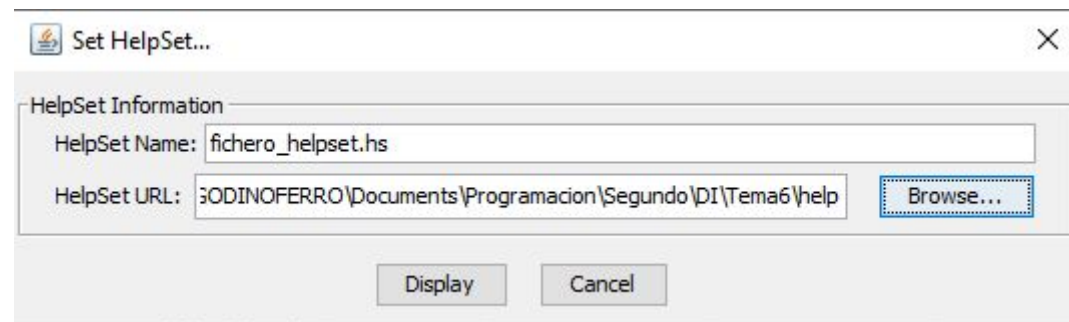 Set HelpSet...
HelpSet Information
HelpSet Name: fichero_helpset.hs
HelpSet URL: GODINOFERRO\Documents\Programacion\Segundo\DI\Tema6\help Browse...
Display Cancel